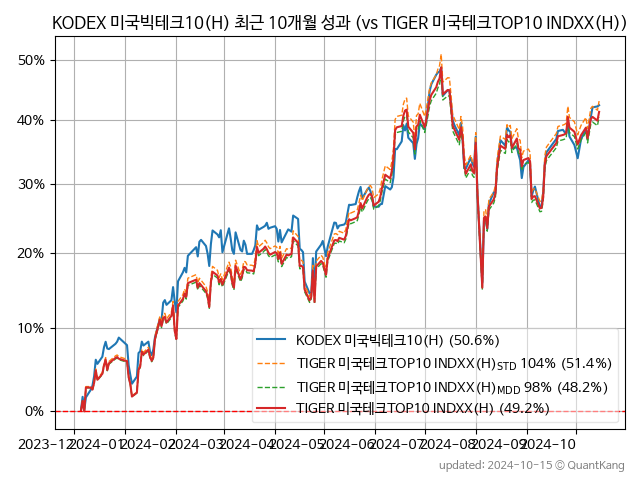 KODEX 미국빅테크10(H) 최근 10개월 성과 (vs TIGER 미국테크TOP10 INDXX(H))
50%
40%
30%
20%
10%
0%
KODEX 미국빅테크10(H) (50.6%)
TIGER 미국테크TOP10 INDXX(H)STD 104% (51.4%)
TIGER 미국테크TOP10 INDXX(H)MDD 98% (48.2%)
TIGER 미국테크TOP10 INDXX(H) (49.2%)
2023-12 2024-01 2024-02 2024-03 2024-04 2024-05 2024-06 2024-07 2024-08 2024-09 2024-10
updated: 2024-10-15 © QuantKang